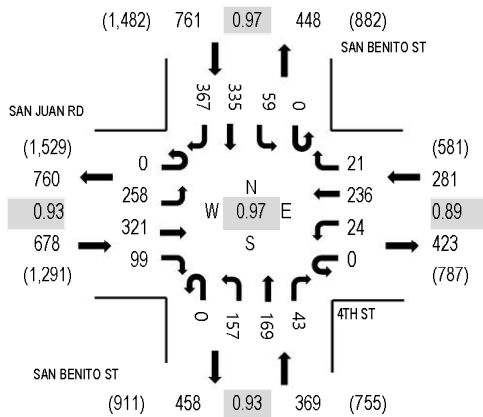 (1,482) 761 0.97 448 (882)
SAN BENITO ST
367 335 59 0
SAN JUAN RD
(1,529)
760
0.93
678
(1,291)
0
258
321
99
N
W 0.97 E
S
21
236
24
0
(581)
281
0.89
423
(787)
0 157 169 43
4TH ST
SAN BENITO ST
(911) 458 0.93 369 (755)